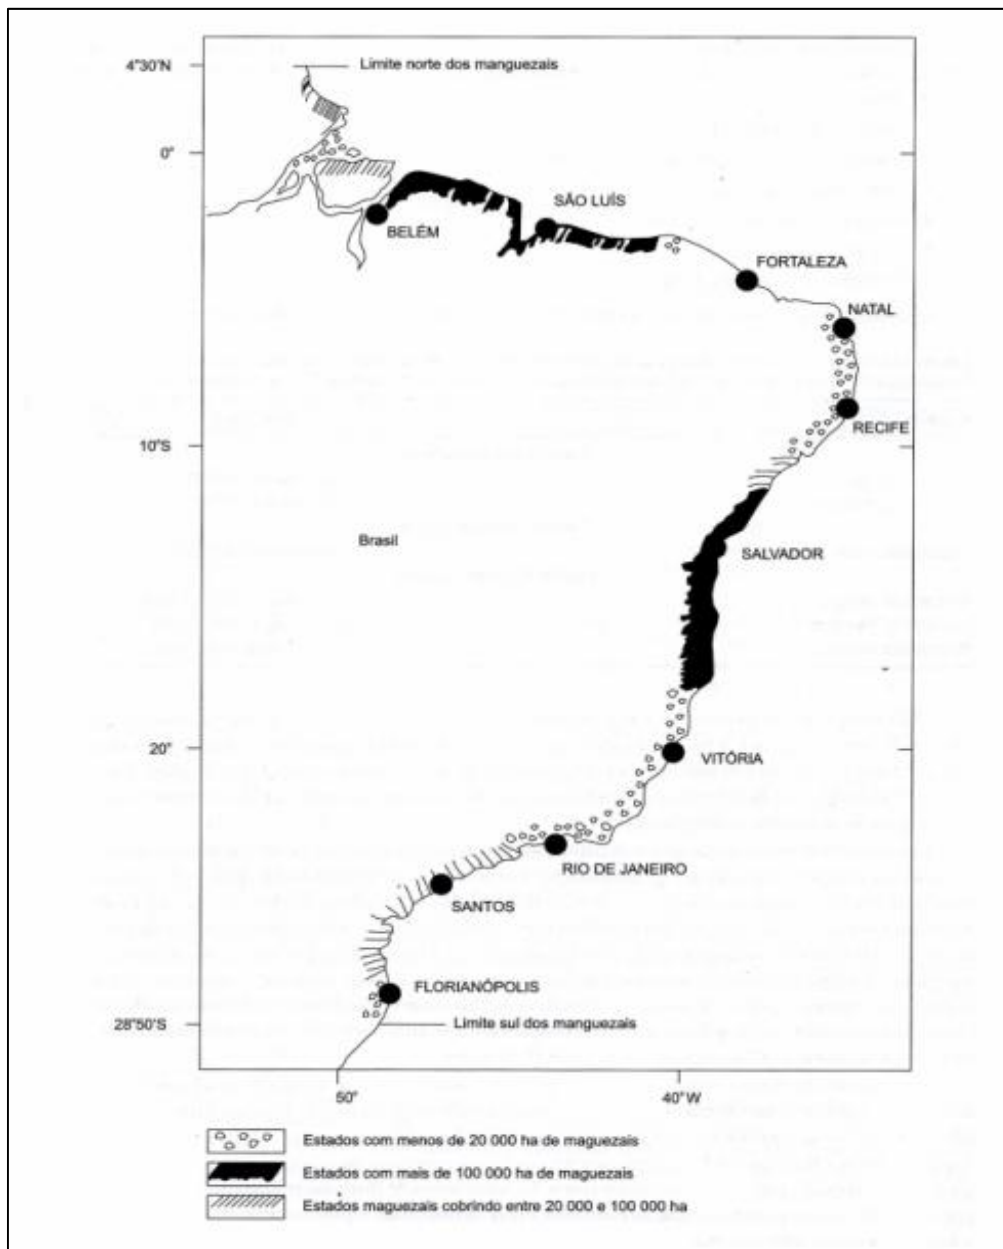 4°30'N
Limite norte dos manguezais
0°
SÃO LUÍS
BELÉM
FORTALEZA
NATAL
RECIFE
10°S
Brasil
SALVADOR
20°
VITÓRIA
RIO DE JANEIRO
SANTOS
FLORIANÓPOLIS
28°50'S
Limite sul dos manguezais
50°
40°W
Estados com menos de 20 000 ha de maguezais
Estados com mais de 100 000 ha de maguezais
Estados maguezais cobrindo entre 20 000 e 100 000 ha